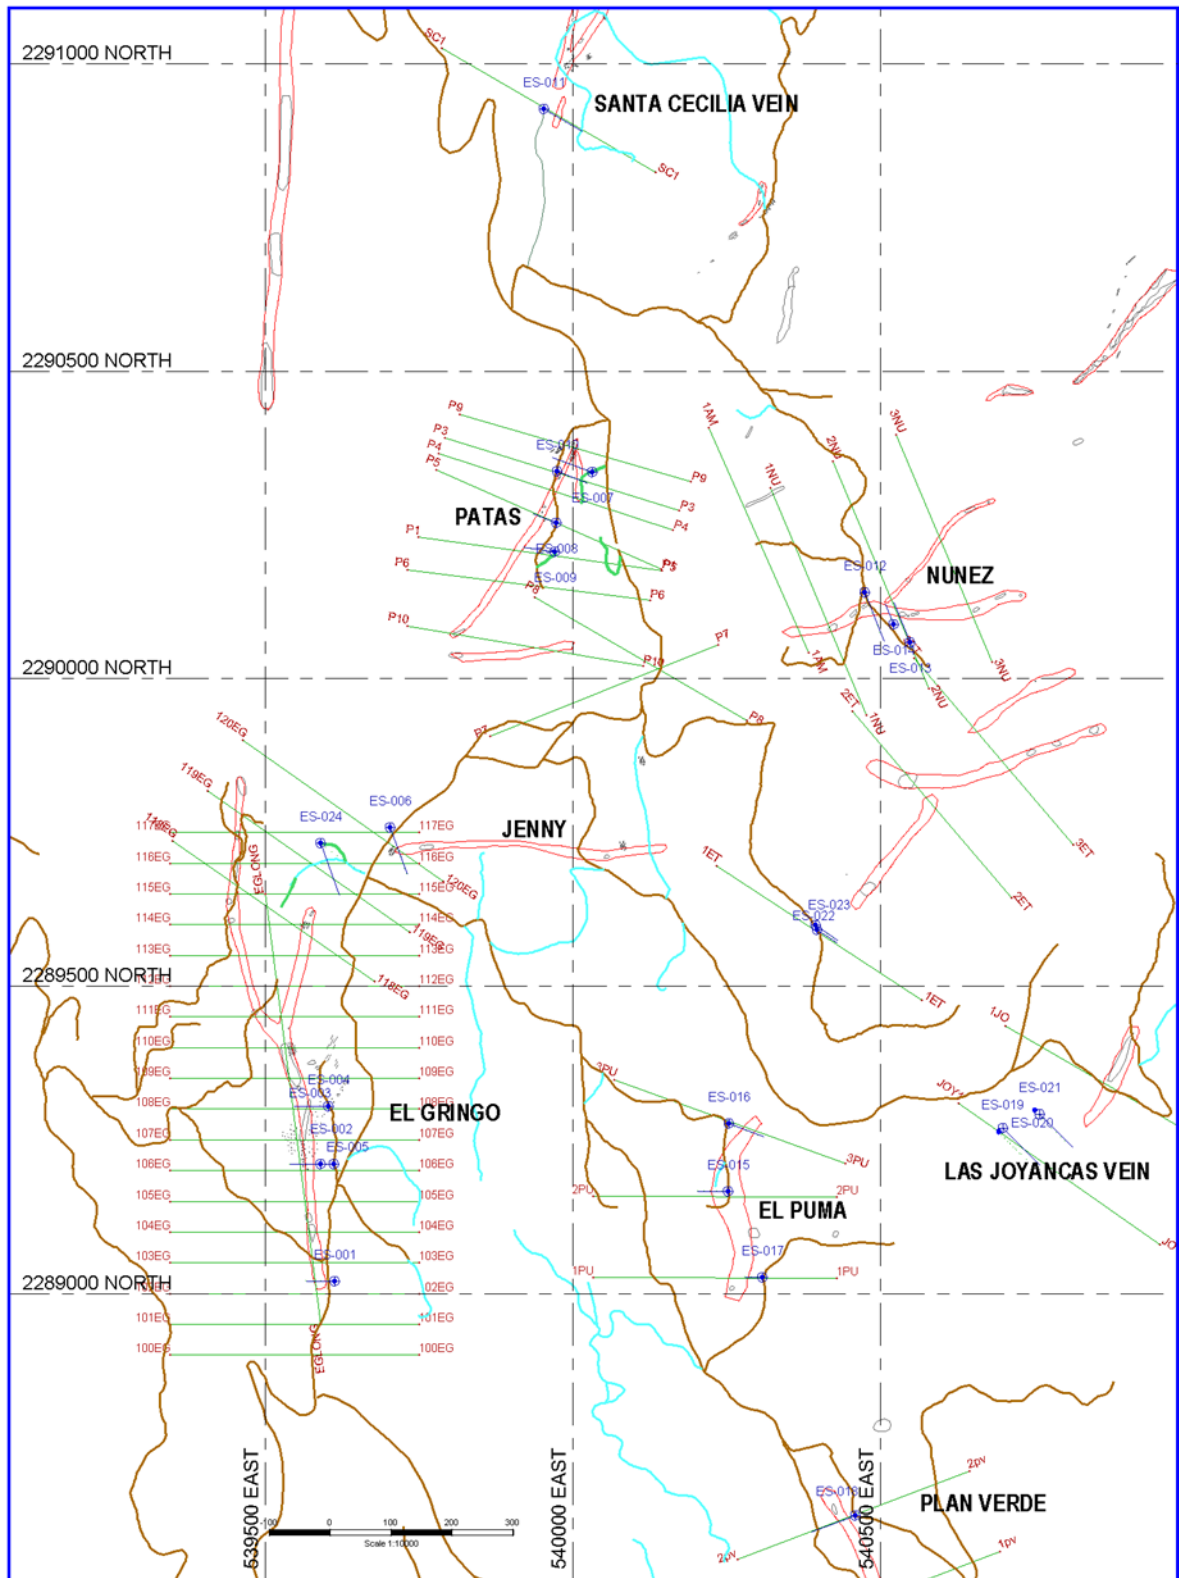 SC1
2291000 NORTH
ES-011
SANTA CECILIA VEIN
SC1
2290500 NORTH
P9
1AM
3NU
P3
P4
2NU
P5
P9
1NU
ES-007
P3
PATAS
P4
P1
ES-008
P5
ES-012
P6
ES-009
NUNEZ
P8
P6
P10
P7
ES-013
P10
1AM
3NU
2290000 NORTH
2NU
2ET
P8
1NU
P7
120EG
119EG
ES-006
ES-024
117EG
JENNY
116EG
116EG
3ET
EGLONG
1ET
115EG
120EG
115EG
2ET
ES-023
114EG
114EG
ES-022
119EG
113EG
113EG
2289500 NORTH
112EG
112EG
118EG
1ET
111EG
111EG
1JO
110EG
110EG
109EG
109EG
3PU
ES-004
ES-003
108EG
108EG
EL GRINGO
ES-016
ES-021
ES-019
ES-020
107EG
ES-002
107EG
ES-005
106EG
106EG
3PU
ES-015
LAS JOYANCAS VEIN
105EG
105EG
2PU
2PU
EL PUMA
104EG
104EG
ES-001
103EG
103EG
ES-017
2289000 NORTH
1PU
1PU
02EG
101EG
101EG
EGLONG
100EG
100EG
539500 EAST
540000 EAST
540500 EAST
2pv
ES-018
PLAN VERDE
-100 0 100 200 300
Scale 1:10000
2pv
1pv